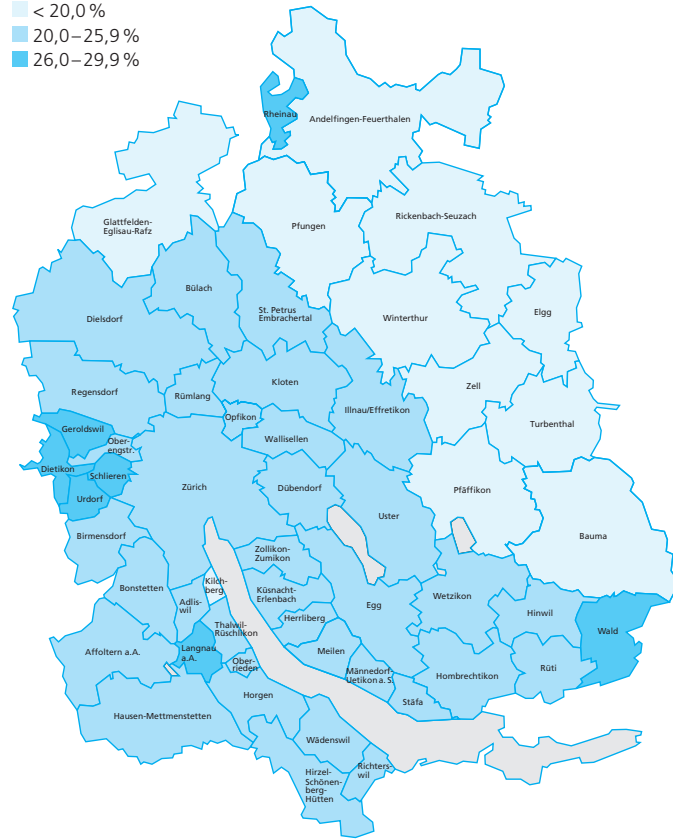 < 20,0 %
20,0–25,9 %
26,0–29,9 %
Rheinau
Andelfingen-Feuerthalen
Glattfelden-
Eglisau-Rafz
Pfungen
Rickenbach-Seuzach
Bülach
Dielsdorf
St. Petrus
Embrachertal
Winterthur
Elgg
Regensdorf
Rümlang
Kloten
Zell
Illnau/Effretikon
Opfikon
Turbenthal
Geroldswil
Ober-
engstr.
Wallisellen
Dietikon
Schlieren
Zürich
Dübendorf
Pfäffikon
Urdorf
Uster
Birmensdorf
Bauma
Zollikon-
Zumikon
Bonstetten
Kilch-
berg
Küsnacht-
Erlenbach
Wetzikon
Adlis-
wil
Egg
Hinwil
Herrliberg
Thalwil-
Rüschlikon
Wald
Affoltern a.A.
Langnau
a.A.
Meilen
Ober-
rieden
Männedorf-
Uetikon a. S.
Rüti
Hombrechtikon
Horgen
Stäfa
Hausen-Mettmenstetten
Wädenswil
Richters-
wil
Hirzel-
Schönen-
berg-
Hütten